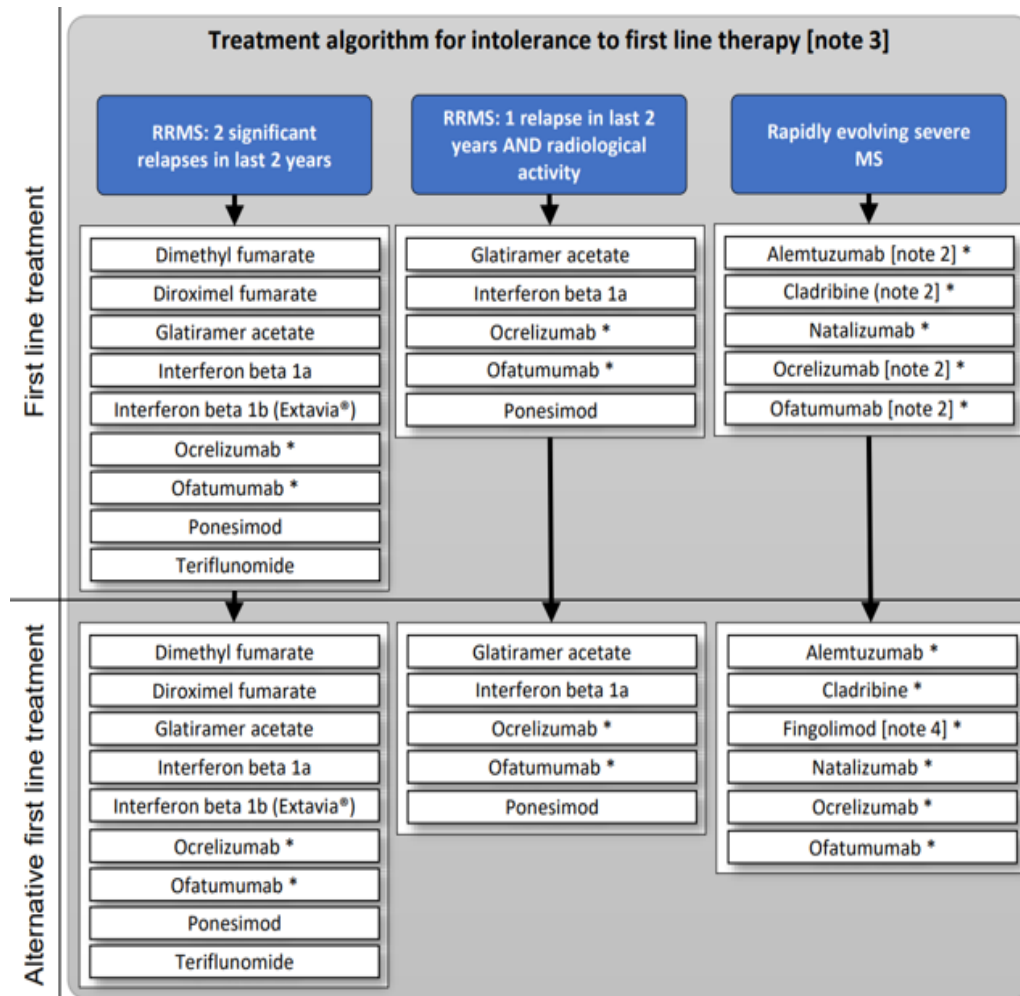 Treatment algorithm for intolerance to first line therapy [note 3]
First line treatment
RRMS: 2 significant
relapses in last 2 years
Dimethyl fumarate
Diroximel fumarate
Glatiramer acetate
Interferon beta 1a
Interferon beta 1b (Extavia®)
Ocrelizumab *
Ofatumumab *
Ponesimod
Teriflunomide
RRMS: 1 relapse in last 2
years AND radiological
activity
Glatiramer acetate
Interferon beta 1a
Ocrelizumab *
Ofatumumab *
Ponesimod
Rapidly evolving severe
MS
Alemtuzumab [note 2] *
Cladribine (note 2] *
Natalizumab *
Ocrelizumab [note 2] *
Ofatumumab [note 2] *
Alternative first line treatment
Dimethyl fumarate
Diroximel fumarate
Glatiramer acetate
Interferon beta 1a
Interferon beta 1b (Extavia®)
Ocrelizumab *
Ofatumumab *
Ponesimod
Teriflunomide
Glatiramer acetate
Interferon beta 1a
Ocrelizumab *
Ofatumumab *
Ponesimod
Alemtuzumab *
Cladribine *
Fingolimod [note 4] *
Natalizumab *
Ocrelizumab *
Ofatumumab *